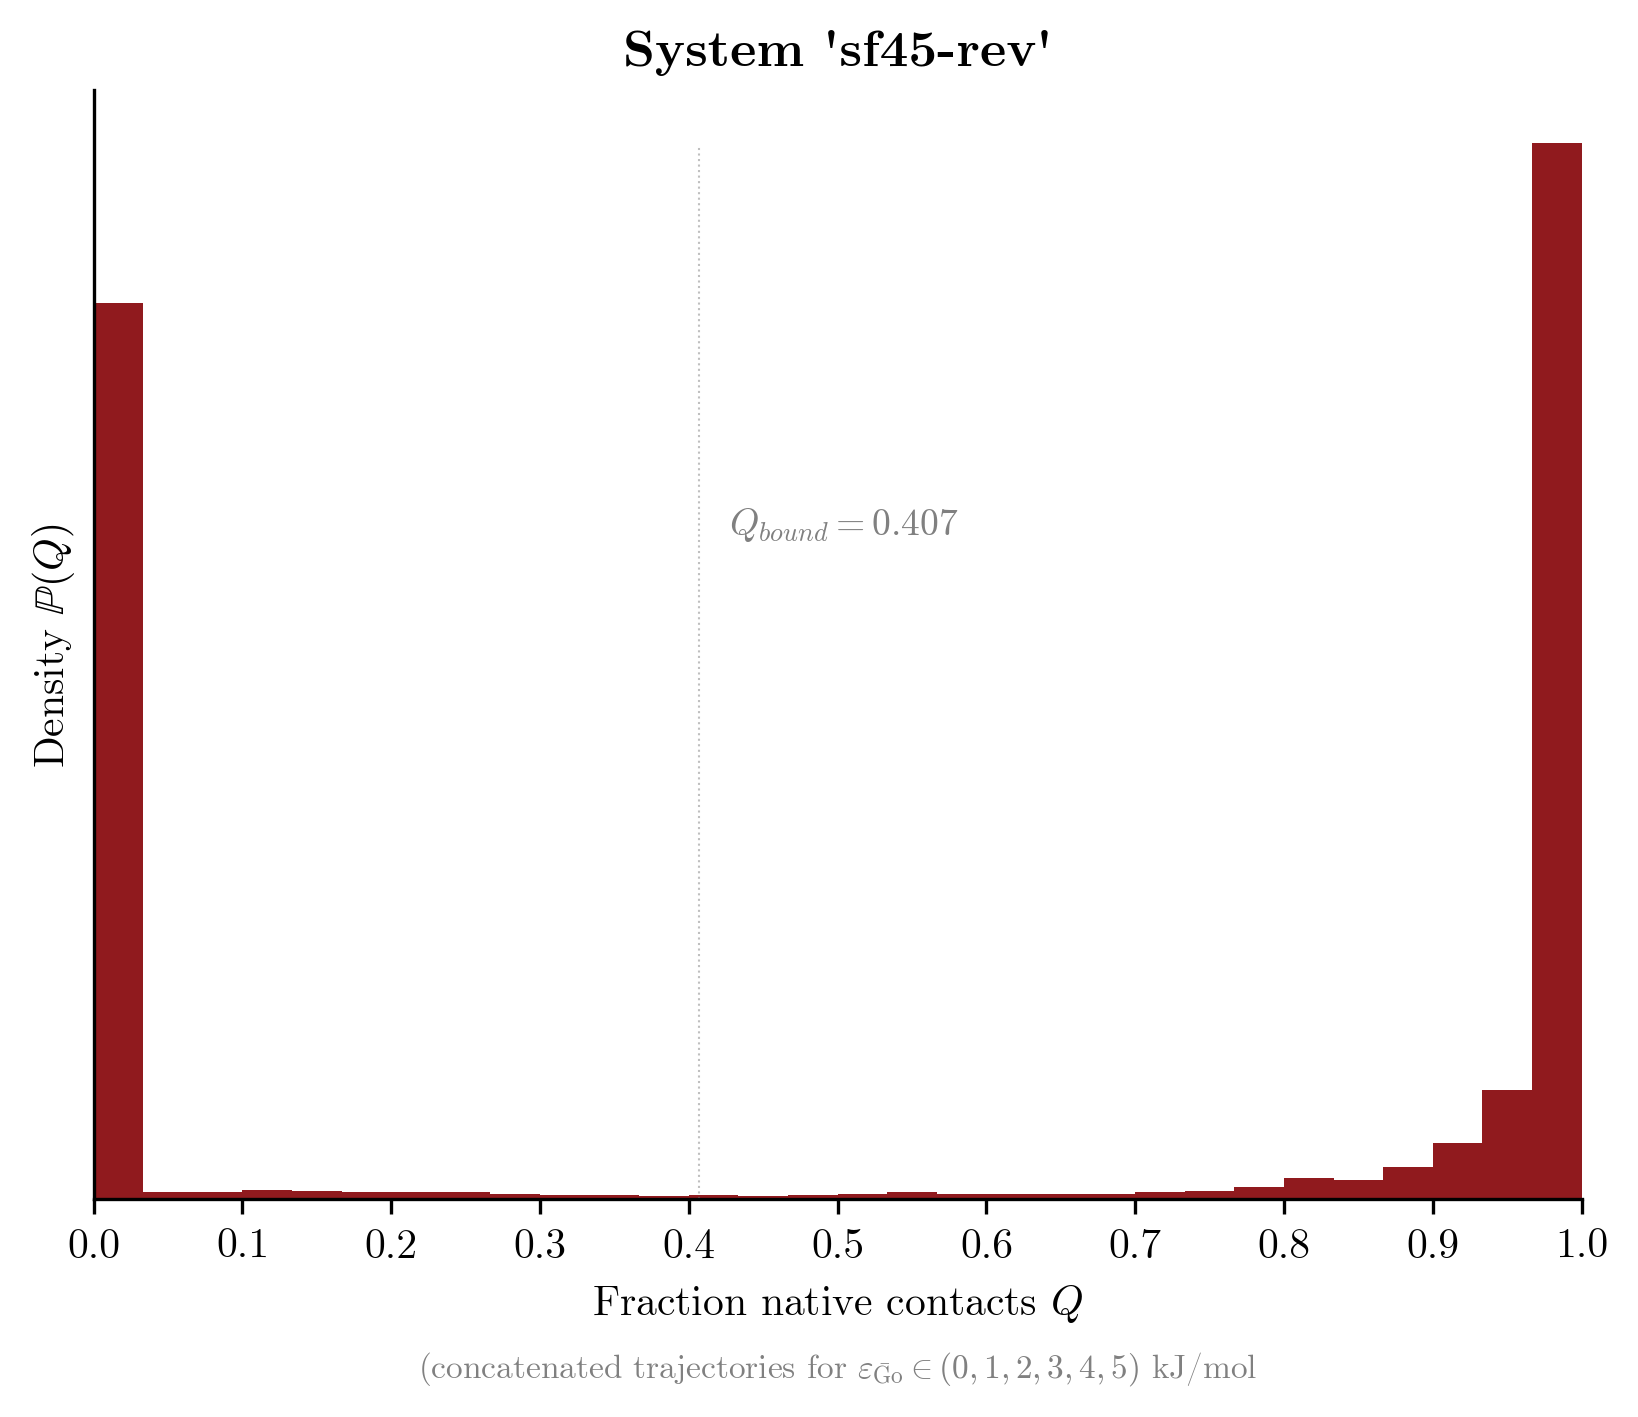 System 'sf45-rev'
Density ℙ(Q)
Q_bound = 0.407
0.0 0.1 0.2 0.3 0.4 0.5 0.6 0.7 0.8 0.9 1.0
Fraction native contacts Q
(concatenated trajectories for ε_Ḡo ∈ (0, 1, 2, 3, 4, 5) kJ/mol